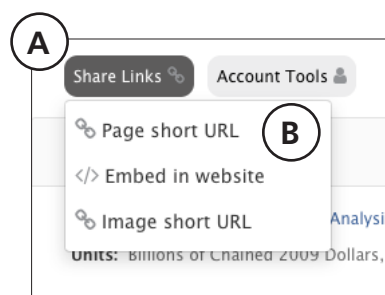 A
Share Links Account Tools
Page short URL B
Embed in website
Image short URL
Analysi
Units: Billions of Chained 2009 Dollars,